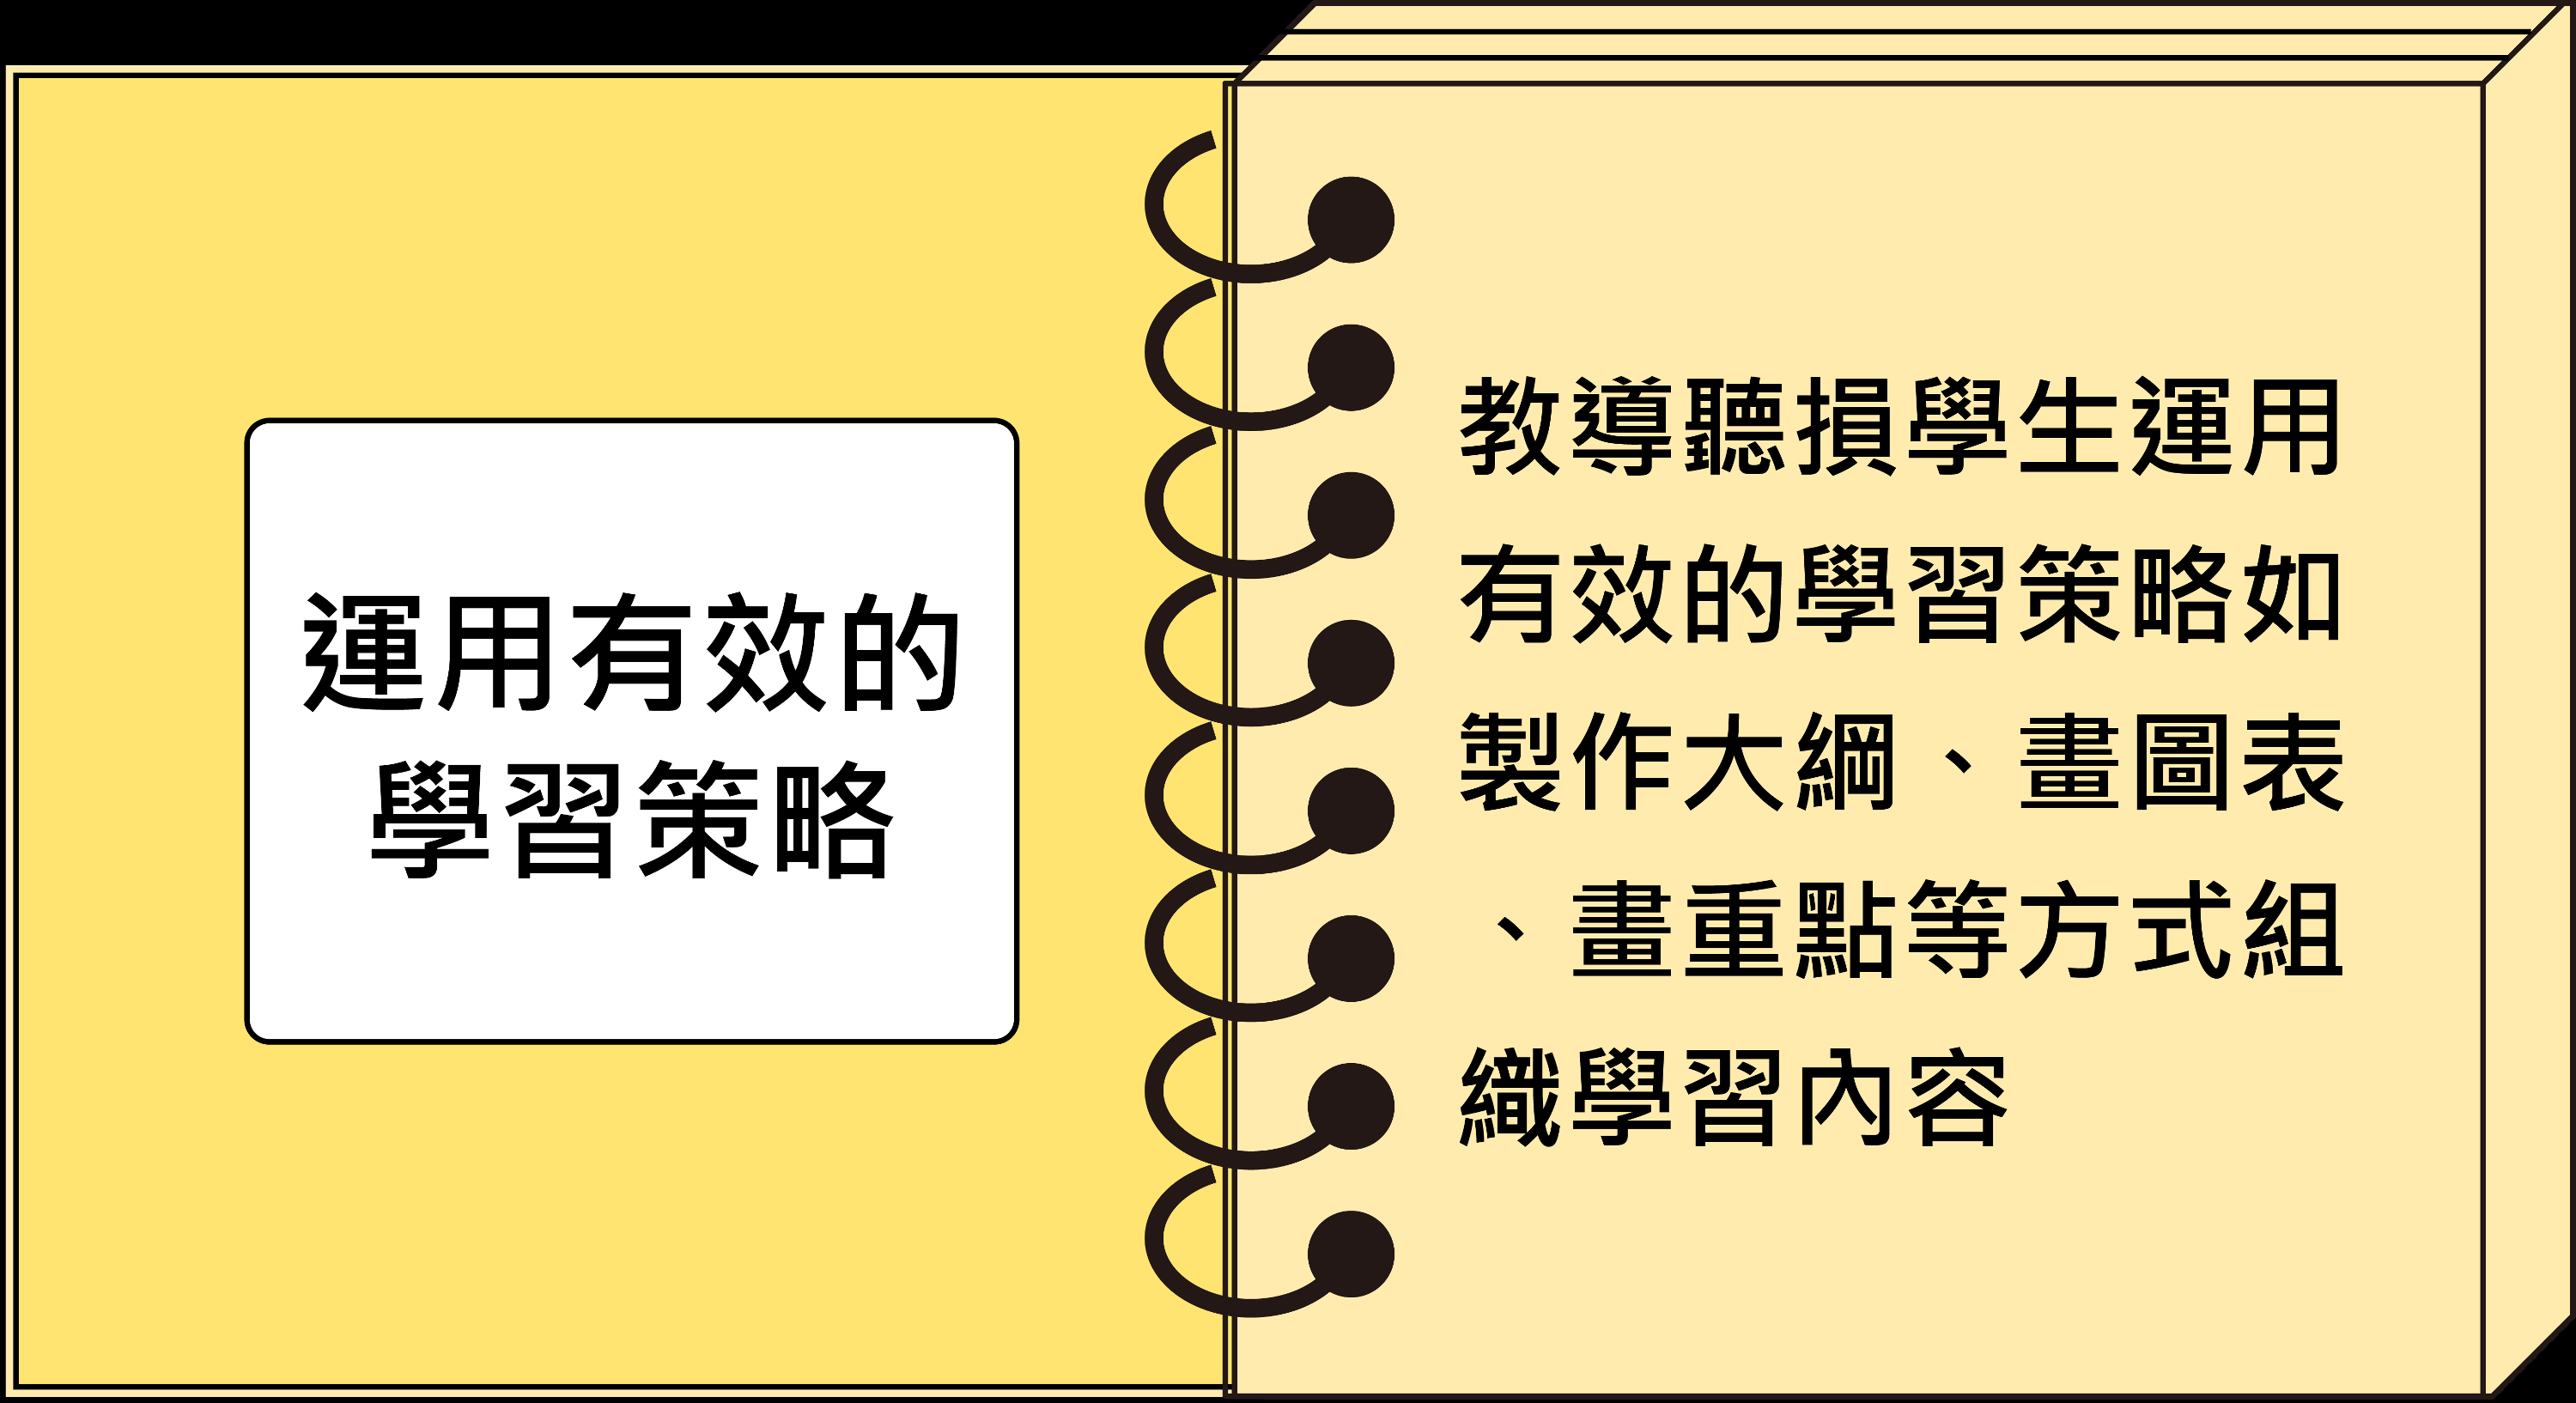 運用有效的
學習策略
教導聽損學生運用
有效的學習策略如
製作大綱、畫圖表
、畫重點等方式組
織學習內容